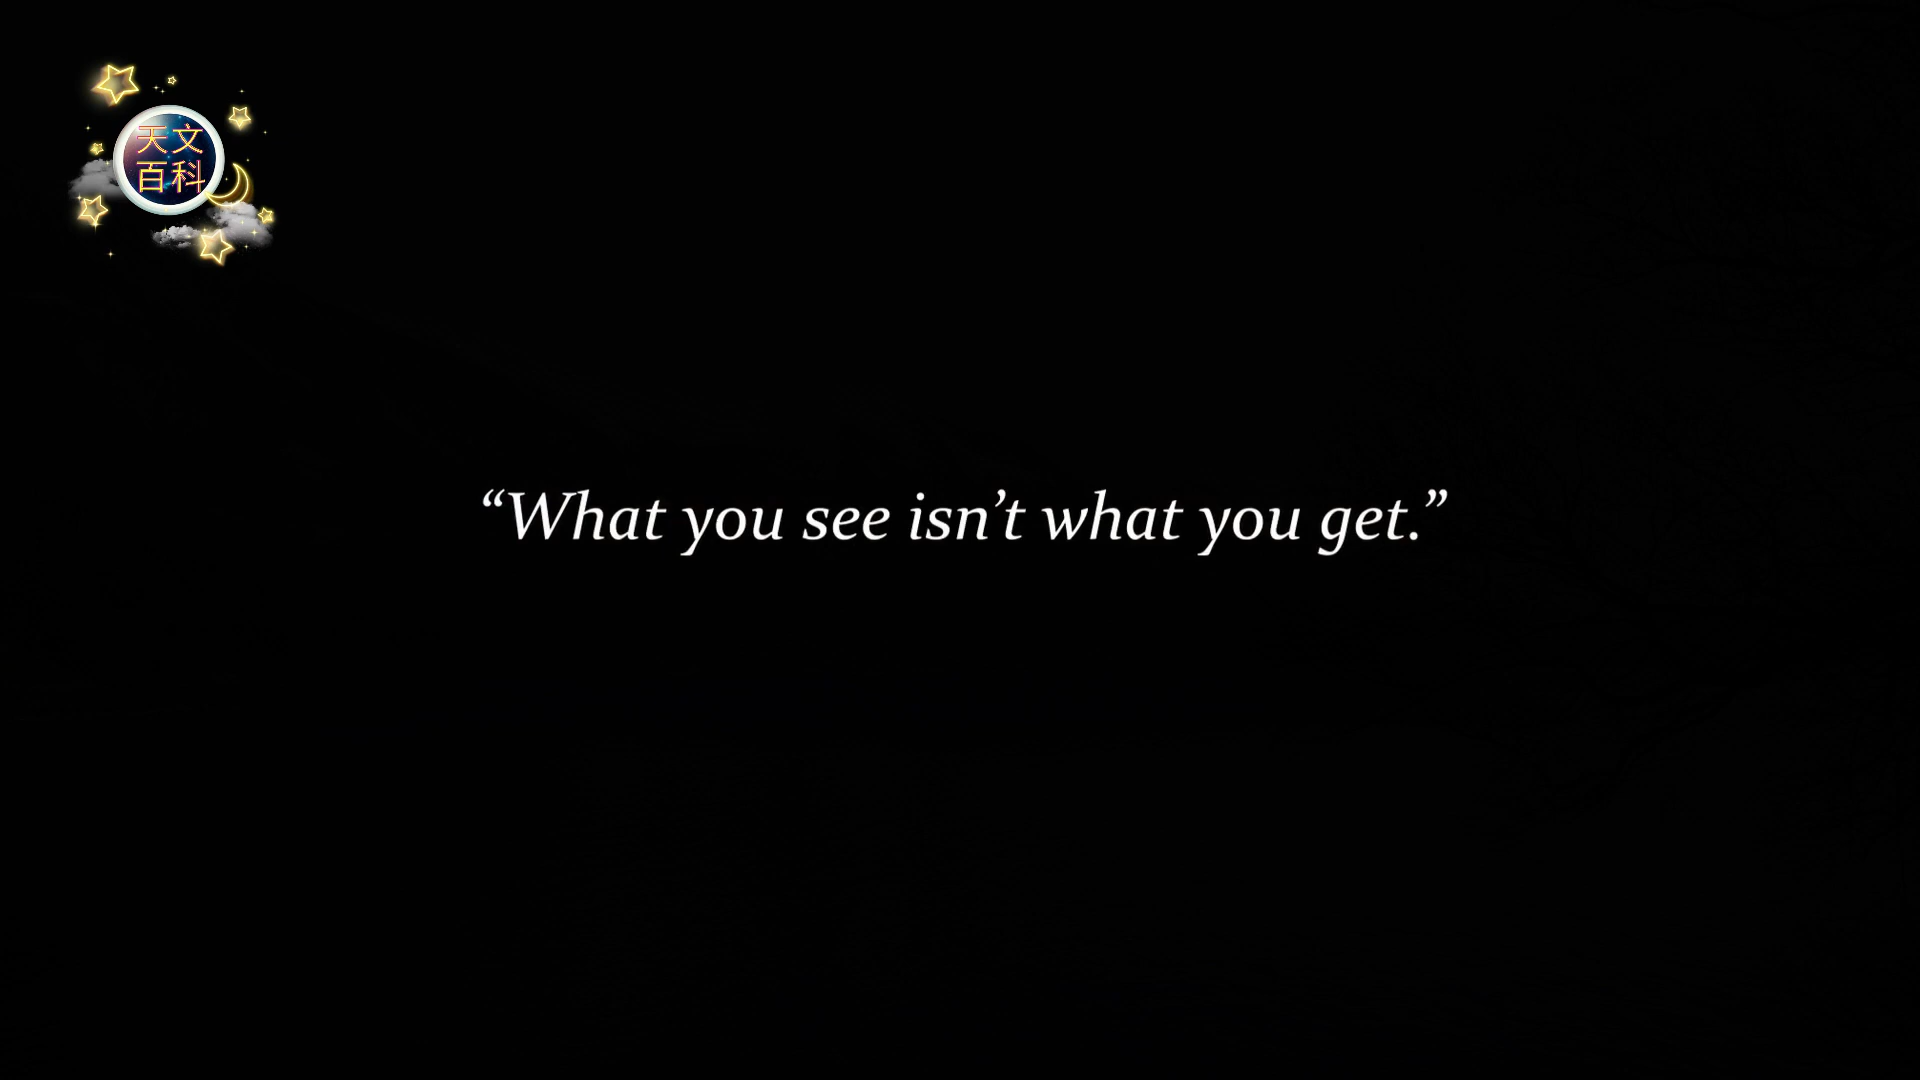 天文
百科
“What you see isn’t what you get.”